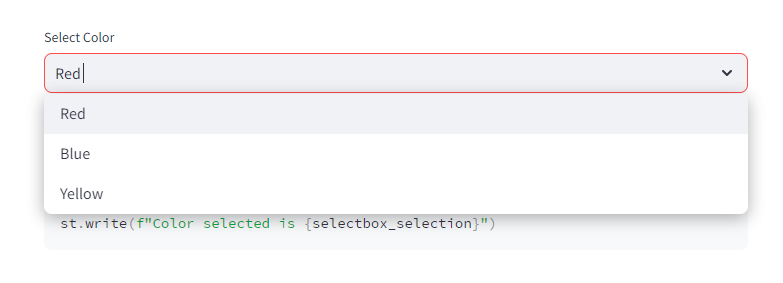 Select Color
Red
Red
Blue
Yellow
st.write(f"Color selected is {selectbox_selection}")